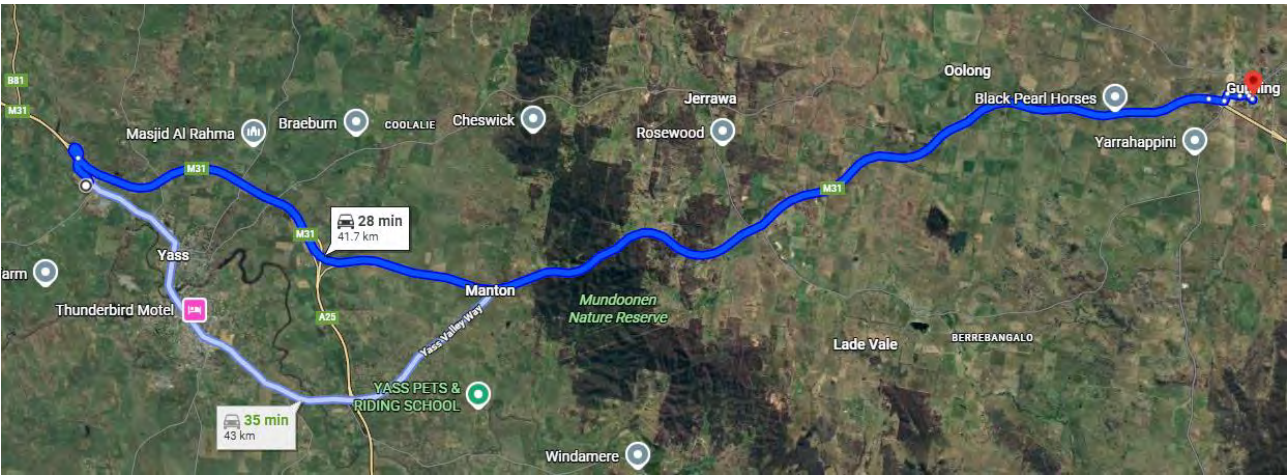 B81
M31
Masjid Al Rahma
Braeburn
COOLALIE
Cheswick
Jerrawa
Rosewood
Oolong
Black Pearl Horses
Yarrahappini
M31
M31
M31
28 min
41.7 km
Yass
arm
Thunderbird Motel
A25
Manton
Yass Valley Way
Mundoonen
Nature Reserve
Lade Vale
BERREBANGALO
YASS PETS &
RIDING SCHOOL
35 min
43 km
Windamere